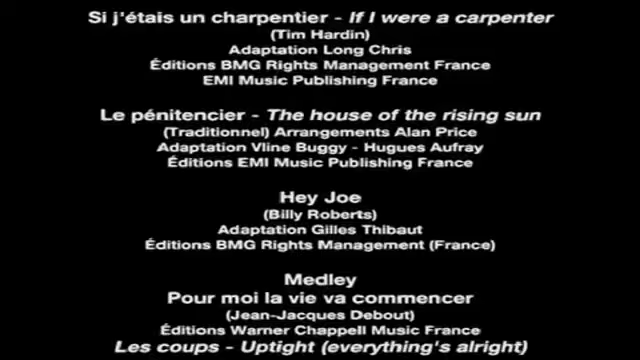 Si j'étais un charpentier - If I were a carpenter
(Tim Hardin)
Adaptation Long Chris
Éditions BMG Rights Management France
EMI Music Publishing France
Le pénitencier - The house of the rising sun
(Traditionnel) Arrangements Alan Price
Adaptation Vline Buggy - Hugues Aufray
Éditions EMI Music Publishing France
Hey Joe
(Billy Roberts)
Adaptation Gilles Thibaut
Éditions BMG Rights Management (France)
Medley
Pour moi la vie va commencer
(Jean-Jacques Debout)
Éditions Warner Chappell Music France
Les coups - Uptight (everything's alright)